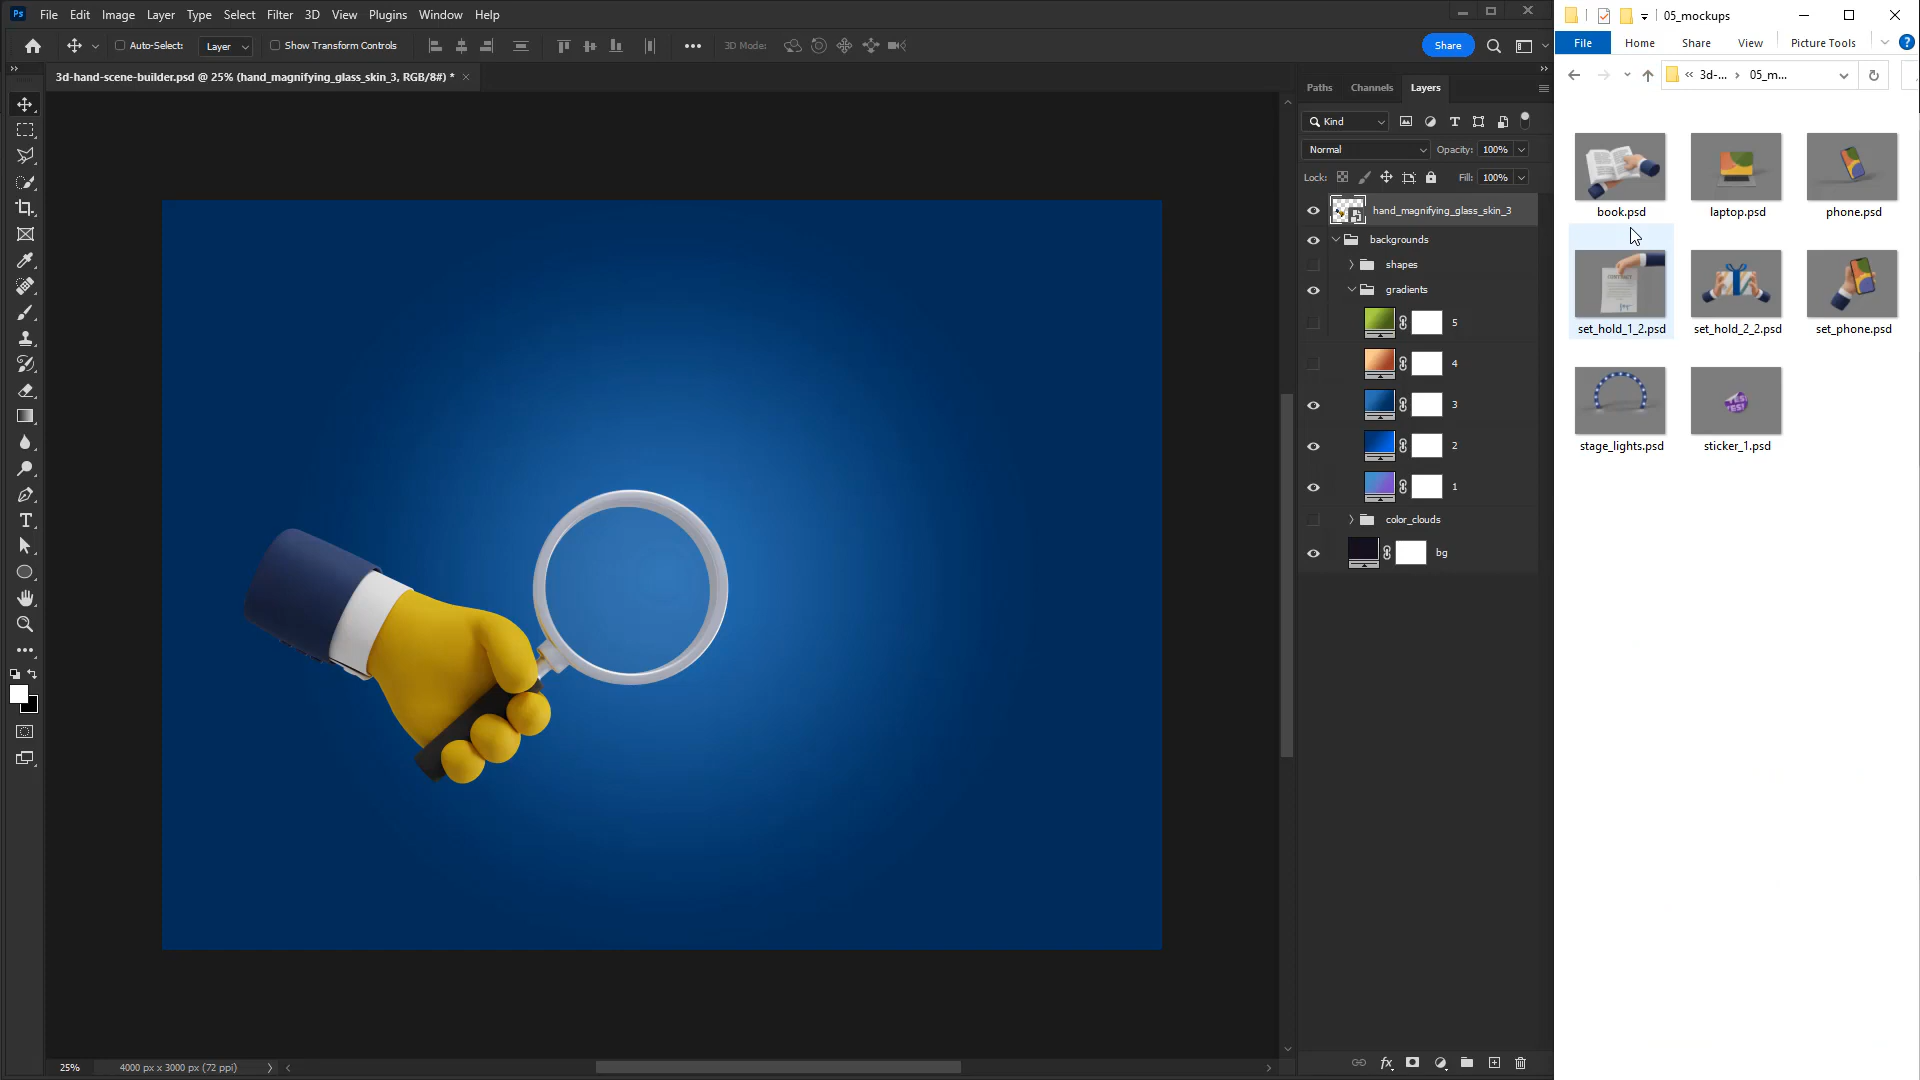 Ps File Edit Image Layer Type Select Filter 3D View Plugins Window Help
Auto-Select: Layer Show Transform Controls 3D Mode: Share
3d-hand-scene-builder.psd @ 25% (hand_magnifying_glass_skin_3, RGB/8#) *
Paths Channels Layers
Kind
Normal Opacity: 100%
Lock: Fill: 100%
hand_magnifying_glass_skin_3
backgrounds
shapes
gradients
5
4
3
2
1
color_clouds
bg
25% 4000 px x 3000 px (72 ppi)
05_mockups
File Home Share View Picture Tools
« 3d-... › 05_m...
book.psd laptop.psd phone.psd
set_hold_1_2.psd set_hold_2_2.psd set_phone.psd
stage_lights.psd sticker_1.psd